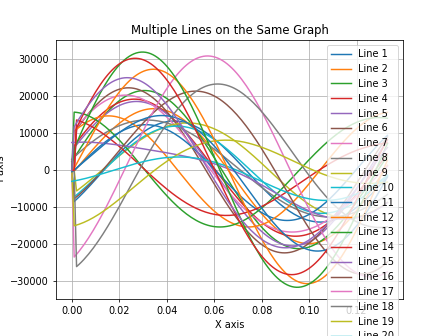 Multiple Lines on the Same Graph
30000
20000
10000
0
−10000
−20000
−30000
0.00
0.02
0.04
0.06
0.08
0.10
X axis
Line 1
Line 2
Line 3
Line 4
Line 5
Line 6
Line 7
Line 8
Line 9
Line 10
Line 11
Line 12
Line 13
Line 14
Line 15
Line 16
Line 17
Line 18
Line 19